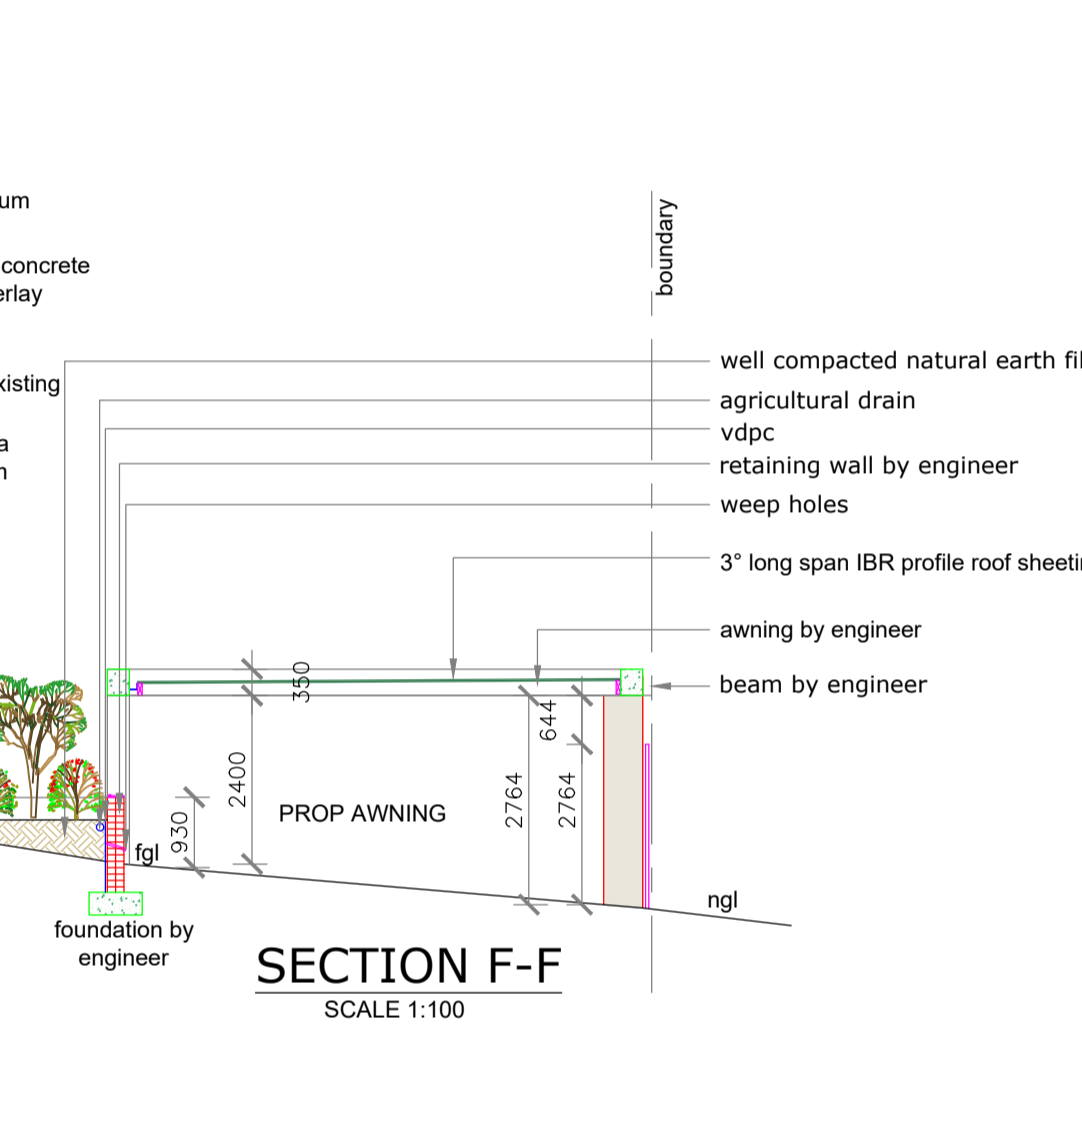 um
concrete
erlay
xisting
a
boundary
well compacted natural earth fil
agricultural drain
vdpc
retaining wall by engineer
weep holes
3° long span IBR profile roof sheeti
awning by engineer
beam by engineer
350
644
2400
2764
2764
930
PROP AWNING
fgl
ngl
foundation by
engineer
SECTION F-F
SCALE 1:100